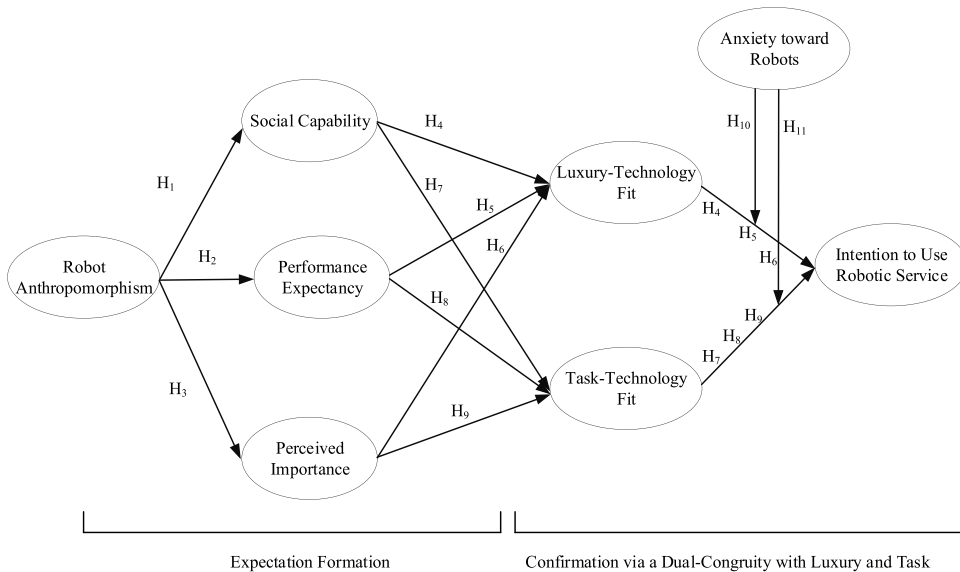 Anxiety toward
Robots
Social Capability
H4
H10
H11
H1
H7
Luxury-Technology
Fit
H4
H5
H5
H6
H6
Robot
Anthropomorphism
H2
Performance
Expectancy
Intention to Use
Robotic Service
H8
H9
H8
H7
H3
Task-Technology
Fit
H9
Perceived
Importance
Expectation Formation
Confirmation via a Dual-Congruity with Luxury and Task